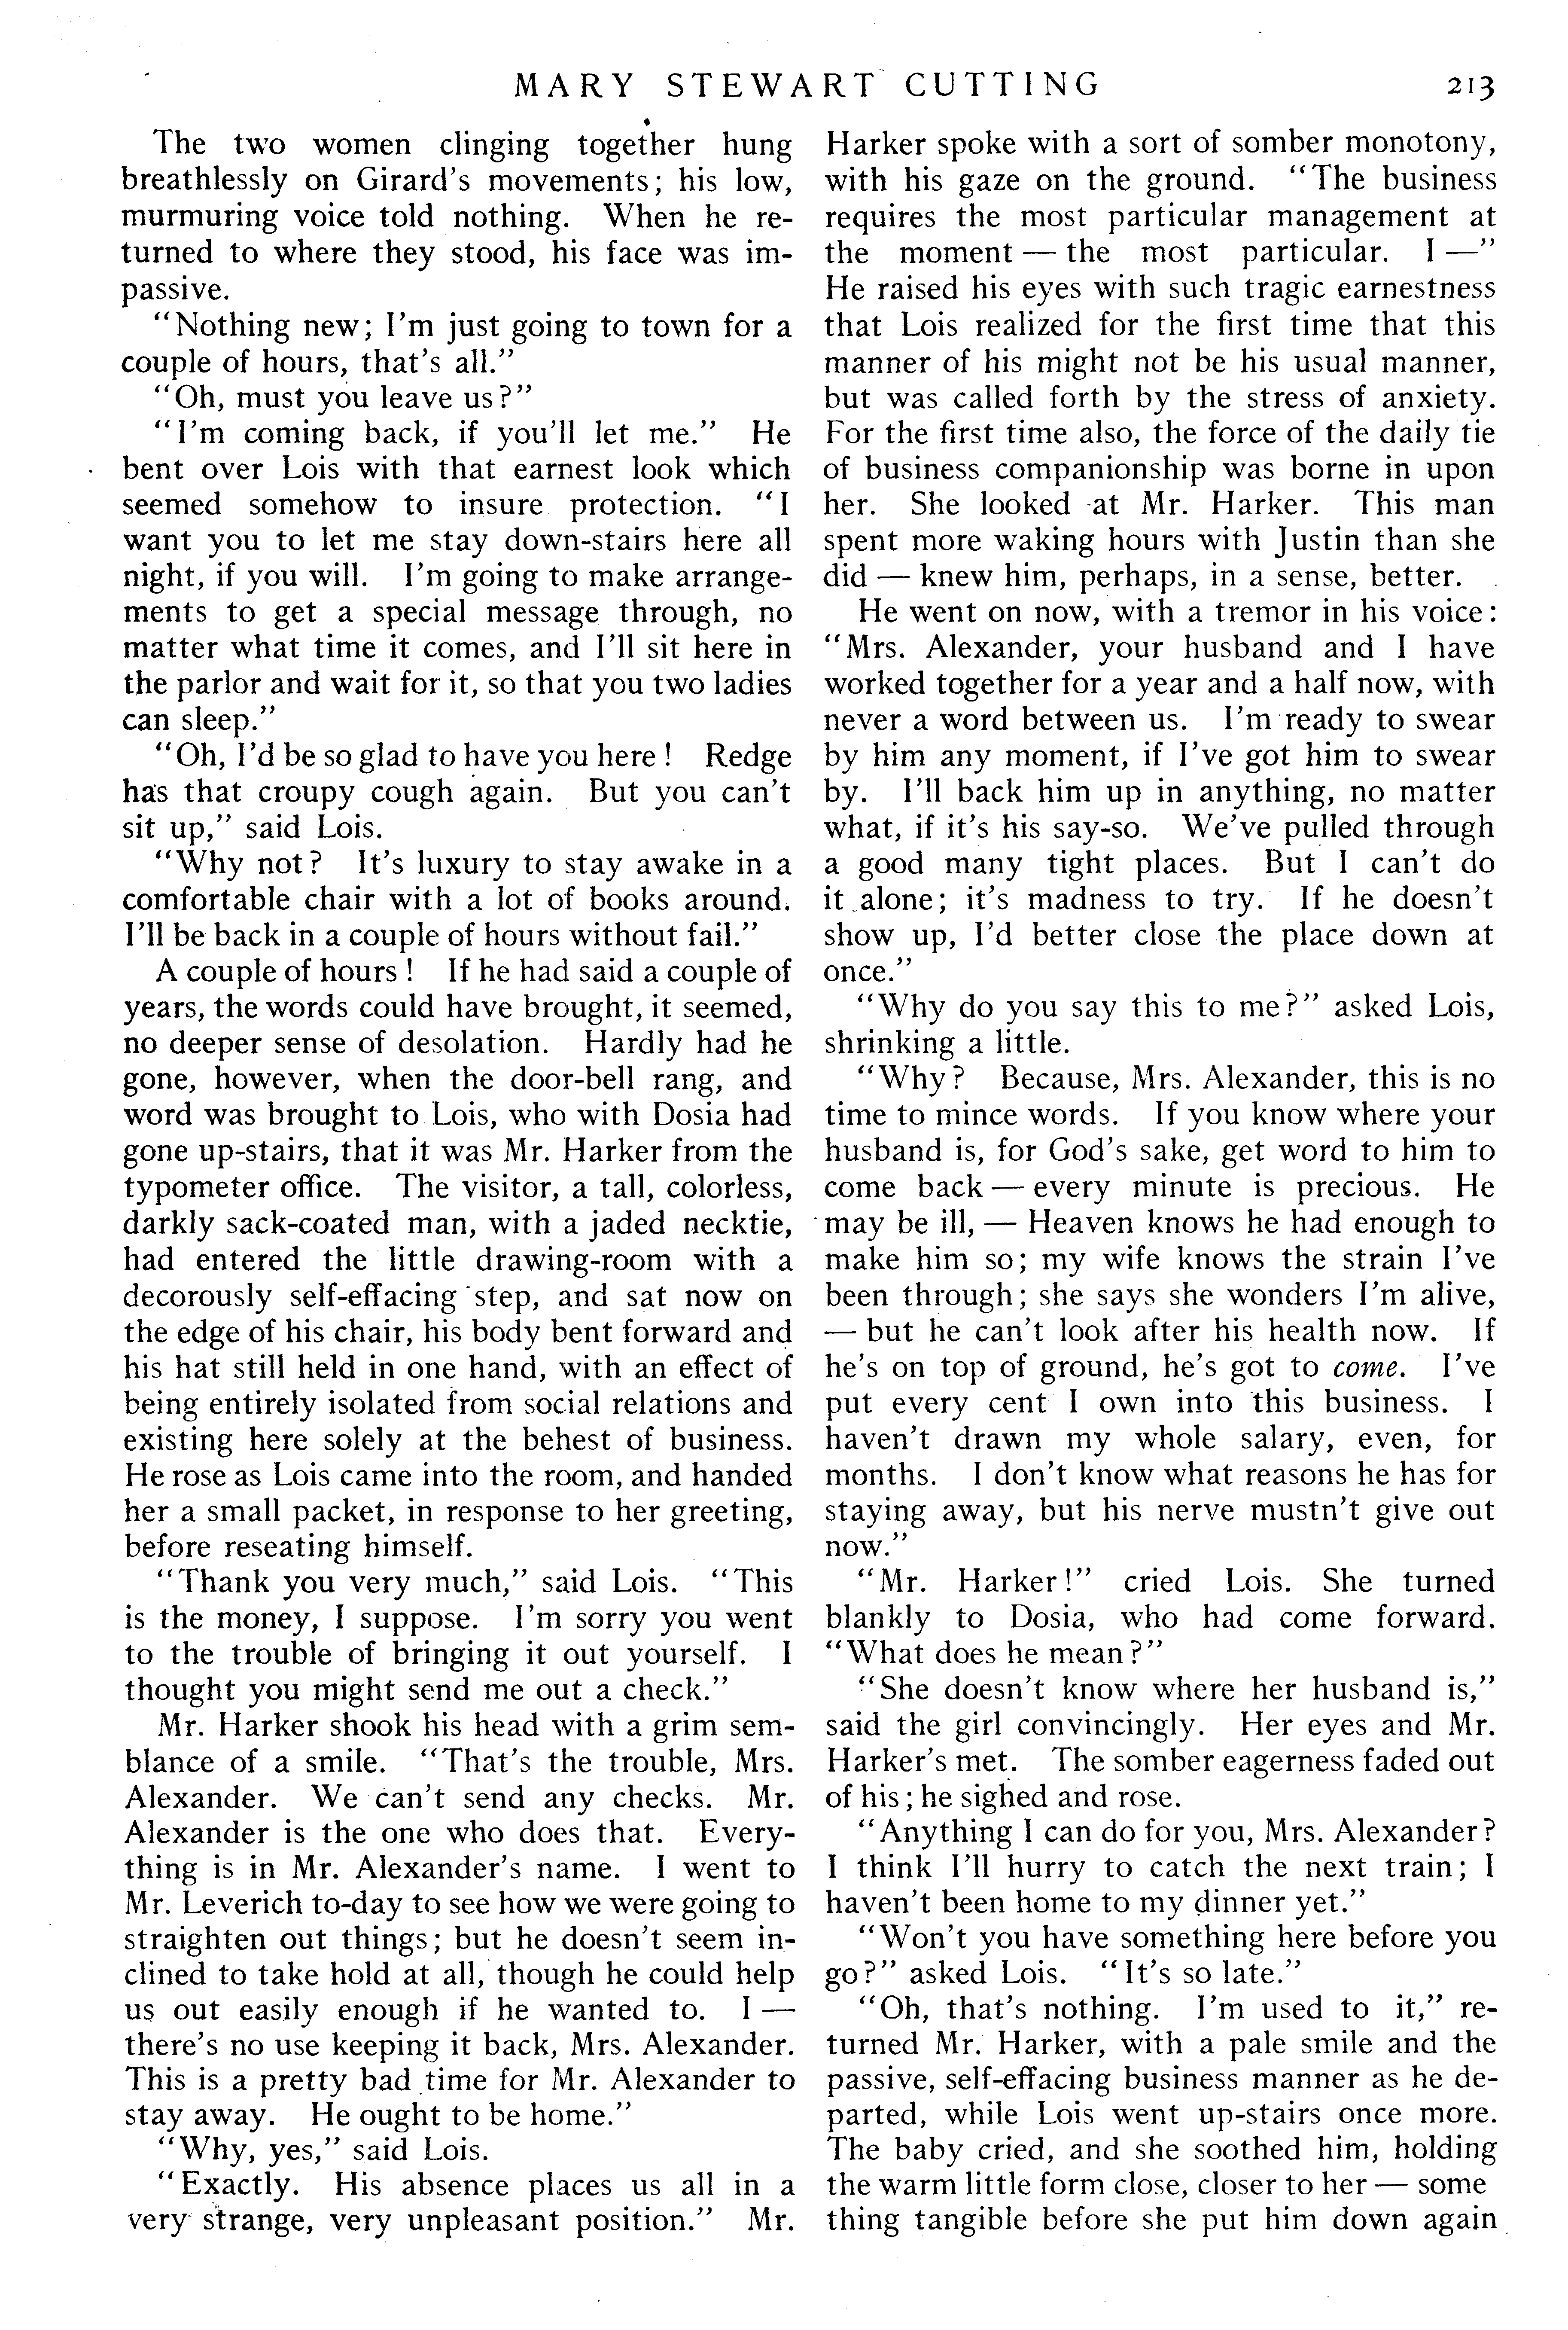 MARY STEWART CUTTING
213
The two women clinging together hung
breathlessly on Girard's movements; his low,
murmuring voice told nothing. When he re-
turned to where they stood, his face was im-
passive.
"Nothing new; I'm just going to town for a
couple of hours, that's all."
"Oh, must you leave us?"
"I'm coming back, if you'll let me." He
bent over Lois with that earnest look which
seemed somehow to insure protection. "I
want you to let me stay down-stairs here all
night, if you will. I'm going to make arrange-
ments to get a special message through, no
matter what time it comes, and I'll sit here in
the parlor and wait for it, so that you two ladies
can sleep."
"Oh, I'd be so glad to have you here! Redge
has that croupy cough again. But you can't
sit up," said Lois.
"Why not? It's luxury to stay awake in a
comfortable chair with a lot of books around.
I'll be back in a couple of hours without fail."
A couple of hours! If he had said a couple of
years, the words could have brought, it seemed,
no deeper sense of desolation. Hardly had he
gone, however, when the door-bell rang, and
word was brought to Lois, who with Dosia had
gone up-stairs, that it was Mr. Harker from the
typometer office. The visitor, a tall, colorless,
darkly sack-coated man, with a jaded necktie,
had entered the little drawing-room with a
decorously self-effacing step, and sat now on
the edge of his chair, his body bent forward and
his hat still held in one hand, with an effect of
being entirely isolated from social relations and
existing here solely at the behest of business.
He rose as Lois came into the room, and handed
her a small packet, in response to her greeting,
before reseating himself.
"Thank you very much," said Lois. "This
is the money, I suppose. I'm sorry you went
to the trouble of bringing it out yourself. I
thought you might send me out a check."
Mr. Harker shook his head with a grim sem-
blance of a smile. "That's the trouble, Mrs.
Alexander. We can't send any checks. Mr.
Alexander is the one who does that. Every-
thing is in Mr. Alexander's name. I went to
Mr. Leverich to-day to see how we were going to
straighten out things; but he doesn't seem in-
clined to take hold at all, though he could help
us out easily enough if he wanted to. I —
there's no use keeping it back, Mrs. Alexander.
This is a pretty bad time for Mr. Alexander to
stay away. He ought to be home."
"Why, yes," said Lois.
"Exactly. His absence places us all in a
very strange, very unpleasant position." Mr.
Harker spoke with a sort of somber monotony,
with his gaze on the ground. "The business
requires the most particular management at
the moment — the most particular. I —"
He raised his eyes with such tragic earnestness
that Lois realized for the first time that this
manner of his might not be his usual manner,
but was called forth by the stress of anxiety.
For the first time also, the force of the daily tie
of business companionship was borne in upon
her. She looked at Mr. Harker. This man
spent more waking hours with Justin than she
did — knew him, perhaps, in a sense, better.
He went on now, with a tremor in his voice:
"Mrs. Alexander, your husband and I have
worked together for a year and a half now, with
never a word between us. I'm ready to swear
by him any moment, if I've got him to swear
by. I'll back him up in anything, no matter
what, if it's his say-so. We've pulled through
a good many tight places. But I can't do
it alone; it's madness to try. If he doesn't
show up, I'd better close the place down at
once."
"Why do you say this to me?" asked Lois,
shrinking a little.
"Why? Because, Mrs. Alexander, this is no
time to mince words. If you know where your
husband is, for God's sake, get word to him to
come back — every minute is precious. He
may be ill, — Heaven knows he had enough to
make him so; my wife knows the strain I've
been through; she says she wonders I'm alive,
— but he can't look after his health now. If
he's on top of ground, he's got to come. I've
put every cent I own into this business. I
haven't drawn my whole salary, even, for
months. I don't know what reasons he has for
staying away, but his nerve mustn't give out
now."
"Mr. Harker!" cried Lois. She turned
blankly to Dosia, who had come forward.
"What does he mean?"
"She doesn't know where her husband is,"
said the girl convincingly. Her eyes and Mr.
Harker's met. The somber eagerness faded out
of his; he sighed and rose.
"Anything I can do for you, Mrs. Alexander?
I think I'll hurry to catch the next train; I
haven't been home to my dinner yet."
"Won't you have something here before you
go?" asked Lois. "It's so late."
"Oh, that's nothing. I'm used to it," re-
turned Mr. Harker, with a pale smile and the
passive, self-effacing business manner as he de-
parted, while Lois went up-stairs once more.
The baby cried, and she soothed him, holding
the warm little form close, closer to her — some
thing tangible before she put him down again